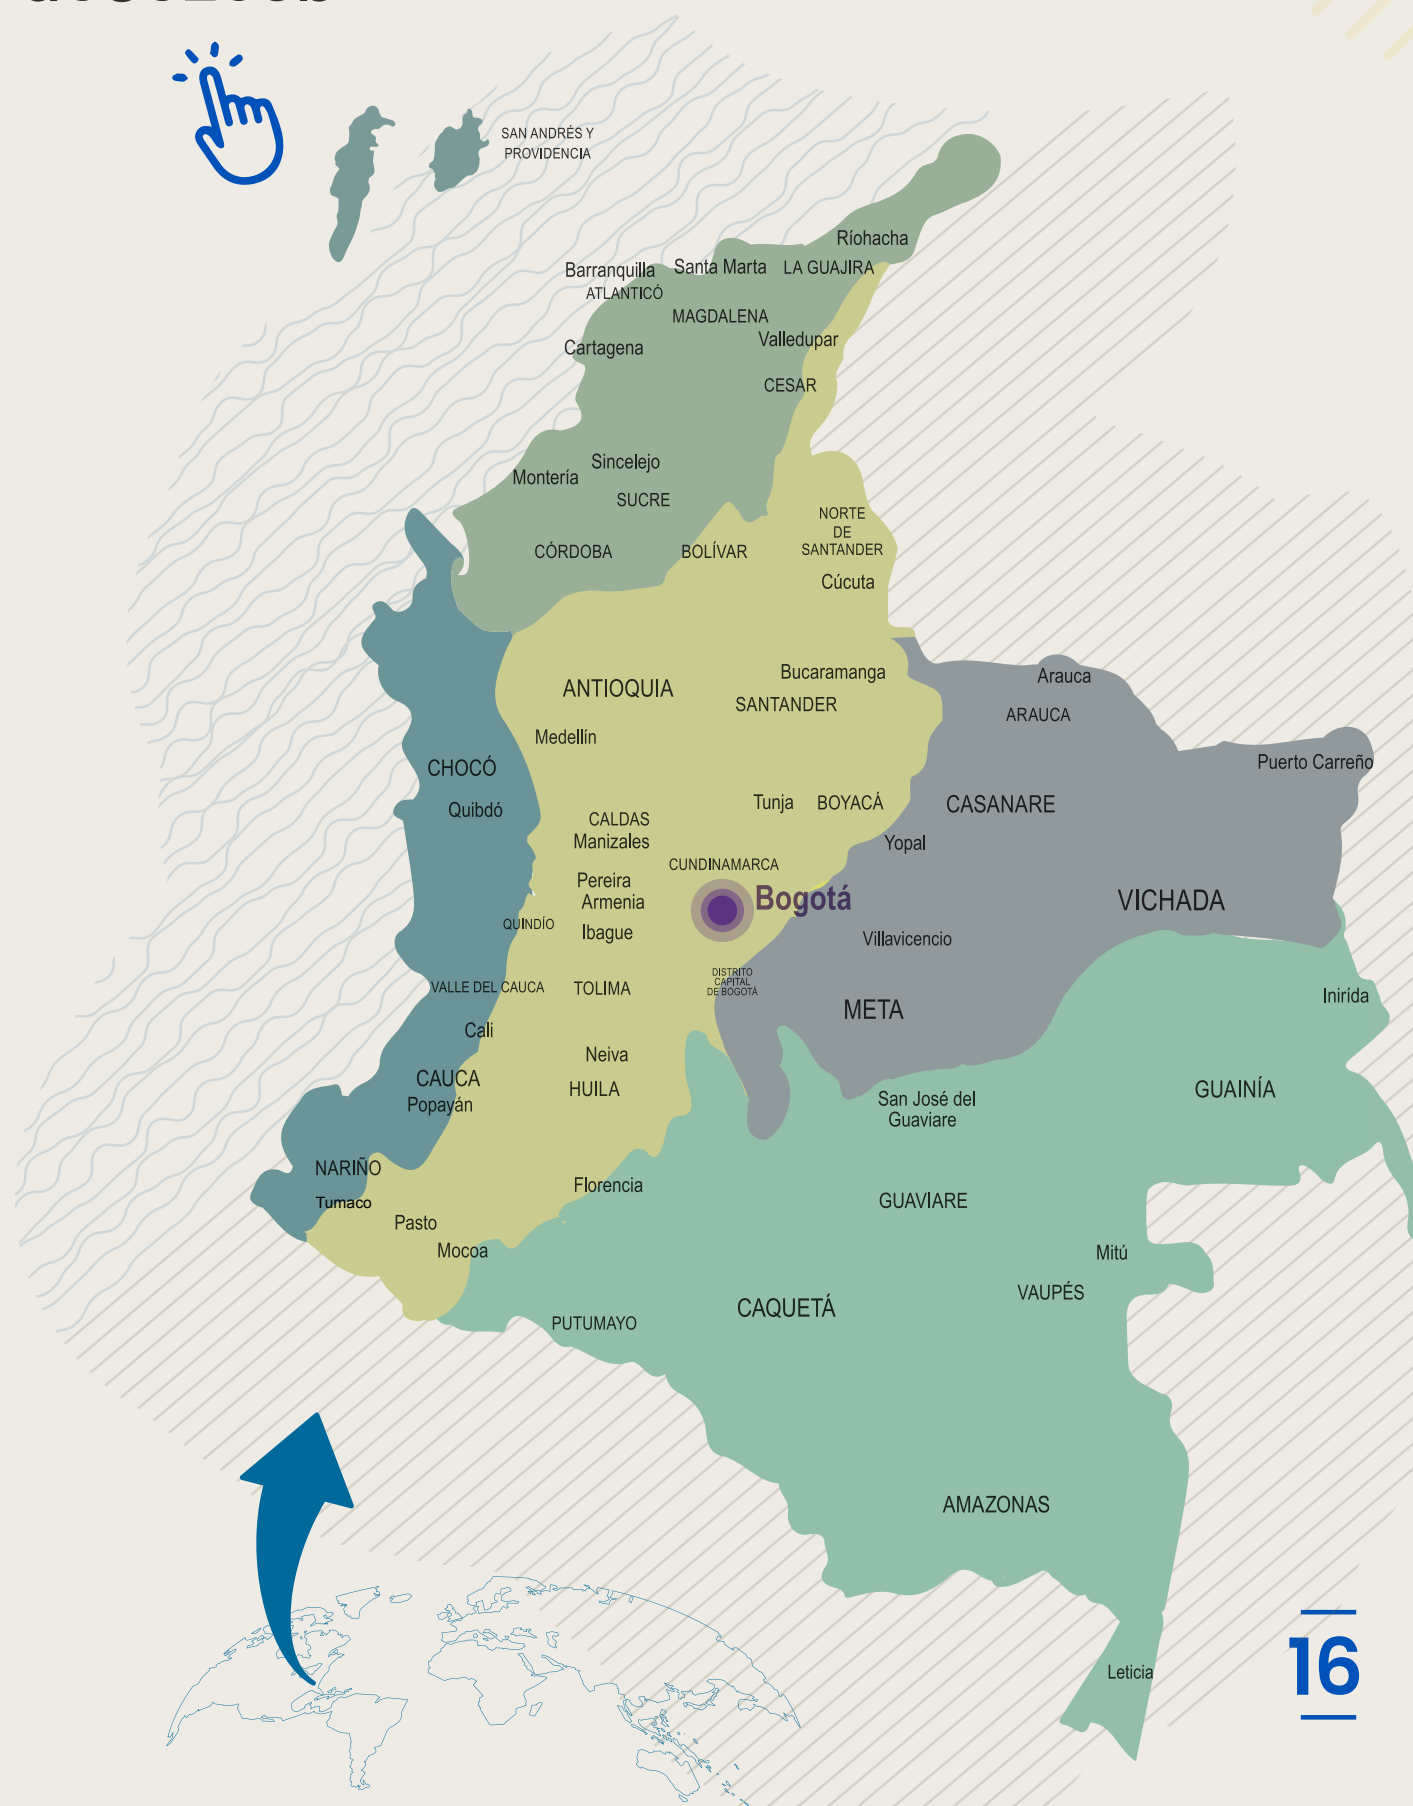 SAN ANDRÉS Y
PROVIDENCIA
Ríohacha
Barranquilla
Santa Marta
LA GUAJIRA
ATLANTICÓ
MAGDALENA
Valledupar
Cartagena
CESAR
Sincelejo
Montería
SUCRE
NORTE
DE
SANTANDER
CÓRDOBA
BOLÍVAR
Cúcuta
Bucaramanga
Arauca
ANTIOQUIA
SANTANDER
ARAUCA
Medellín
CHOCÓ
Puerto Carreño
Quibdó
Tunja
BOYACÁ
CASANARE
CALDAS
Manizales
Yopal
CUNDINAMARCA
Pereira
Armenia
Bogotá
VICHADA
QUINDÍO
Ibague
Villavicencio
DISTRITO
CAPITAL
DE BOGOTÀ
VALLE DEL CAUCA
TOLIMA
META
Inirída
Cali
Neiva
CAUCA
HUILA
Popayán
San José del
Guaviare
GUAINÍA
NARIÑO
Tumaco
Florencia
GUAVIARE
Pasto
Mocoa
Mitú
VAUPÉS
CAQUETÁ
PUTUMAYO
AMAZONAS
Leticia
16